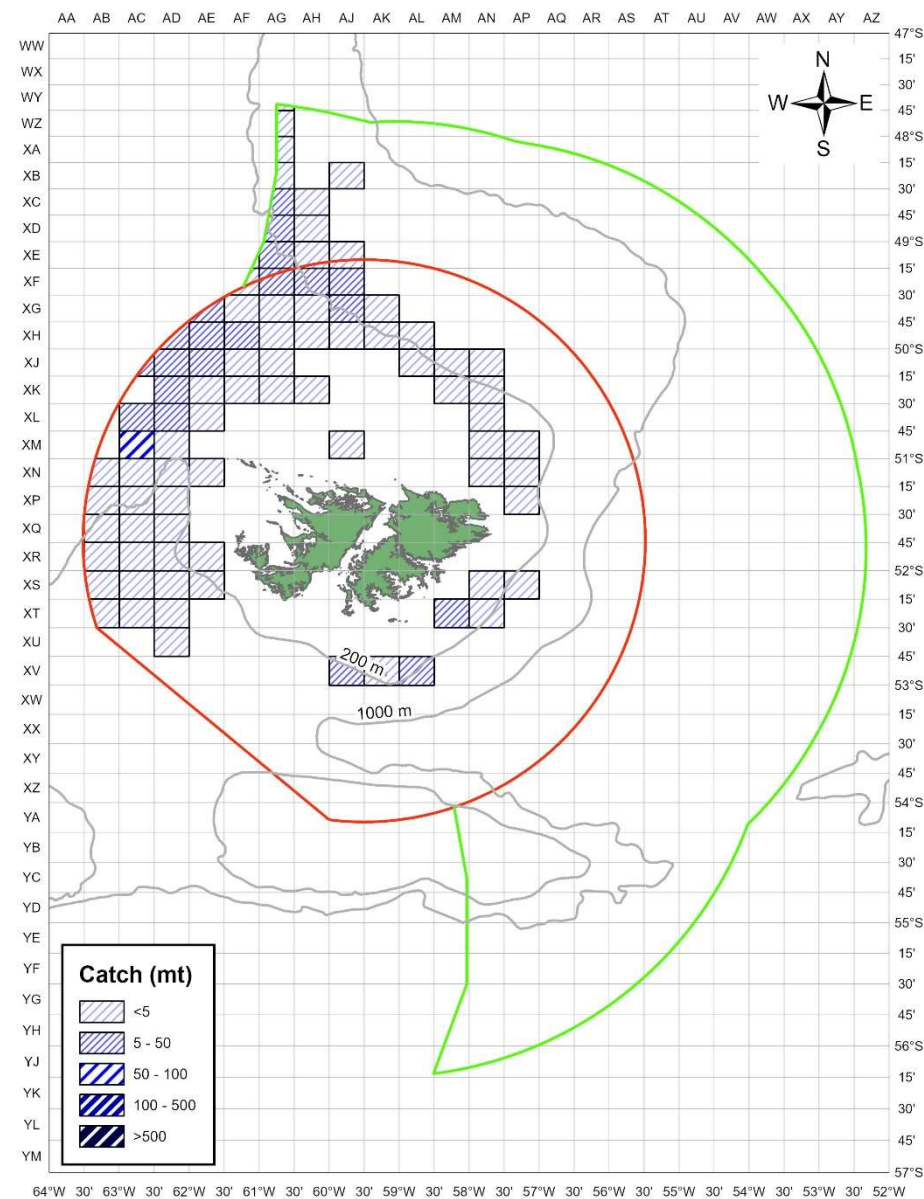 AA AB AC AD AE AF AG AH AJ AK AL AM AN AP AQ AR AS AT AU AV AW AX AY AZ
WW
WX
WY
WZ
XA
XB
XC
XD
XE
XF
XG
XH
XJ
XK
XL
XM
XN
XP
XQ
XR
XS
XT
XU
XV
XW
XX
XY
XZ
YA
YB
YC
YD
YE
YF
YG
YH
YJ
YK
YL
YM
47°S
15'
30'
45'
48°S
15'
30'
45'
49°S
15'
30'
45'
50°S
15'
30'
45'
51°S
15'
30'
45'
52°S
15'
30'
45'
53°S
15'
30'
45'
54°S
15'
30'
45'
55°S
15'
30'
45'
56°S
15'
30'
45'
57°S
N
W E
S
200 m
1000 m
Catch (mt)
<5
5 - 50
50 - 100
100 - 500
>500
64°W 30' 63°W 30' 62°W 30' 61°W 30' 60°W 30' 59°W 30' 58°W 30' 57°W 30' 56°W 30' 55°W 30' 54°W 30' 53°W 30' 52°W